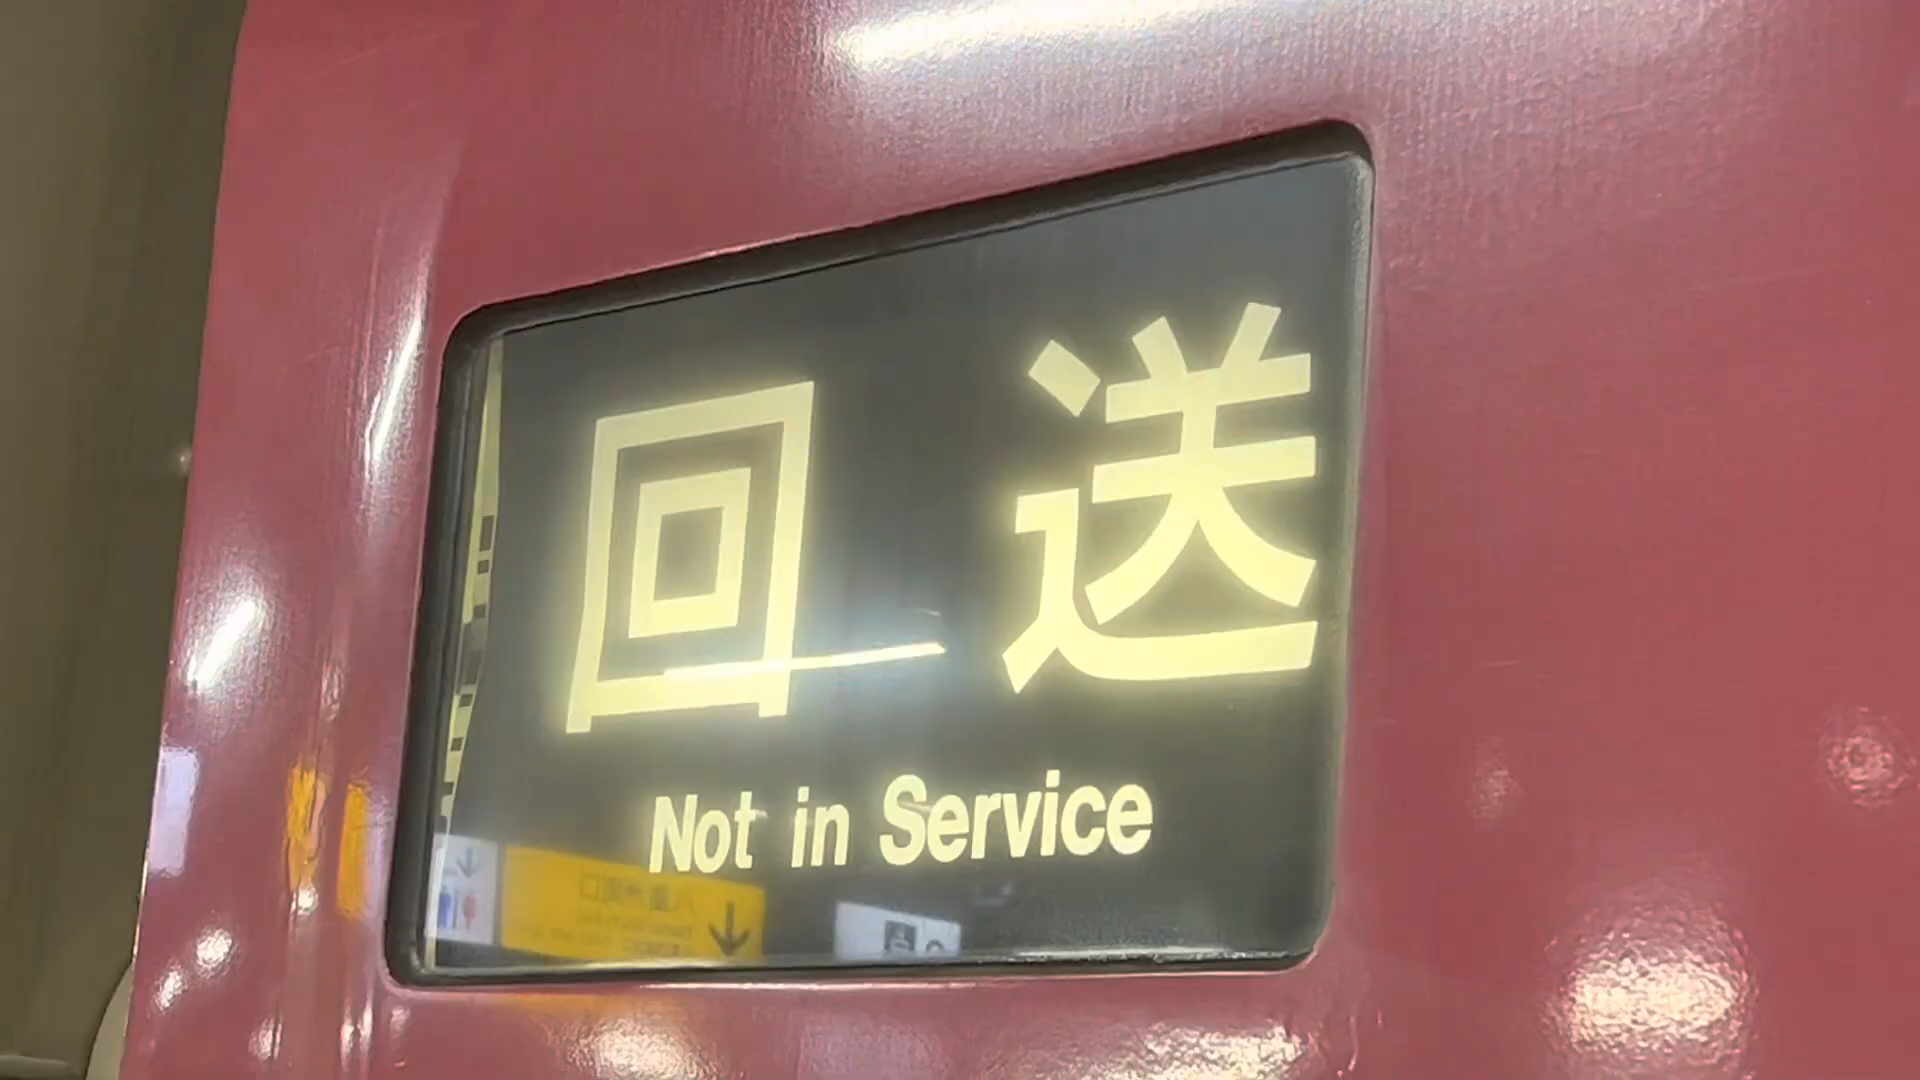 回送
Not in Service